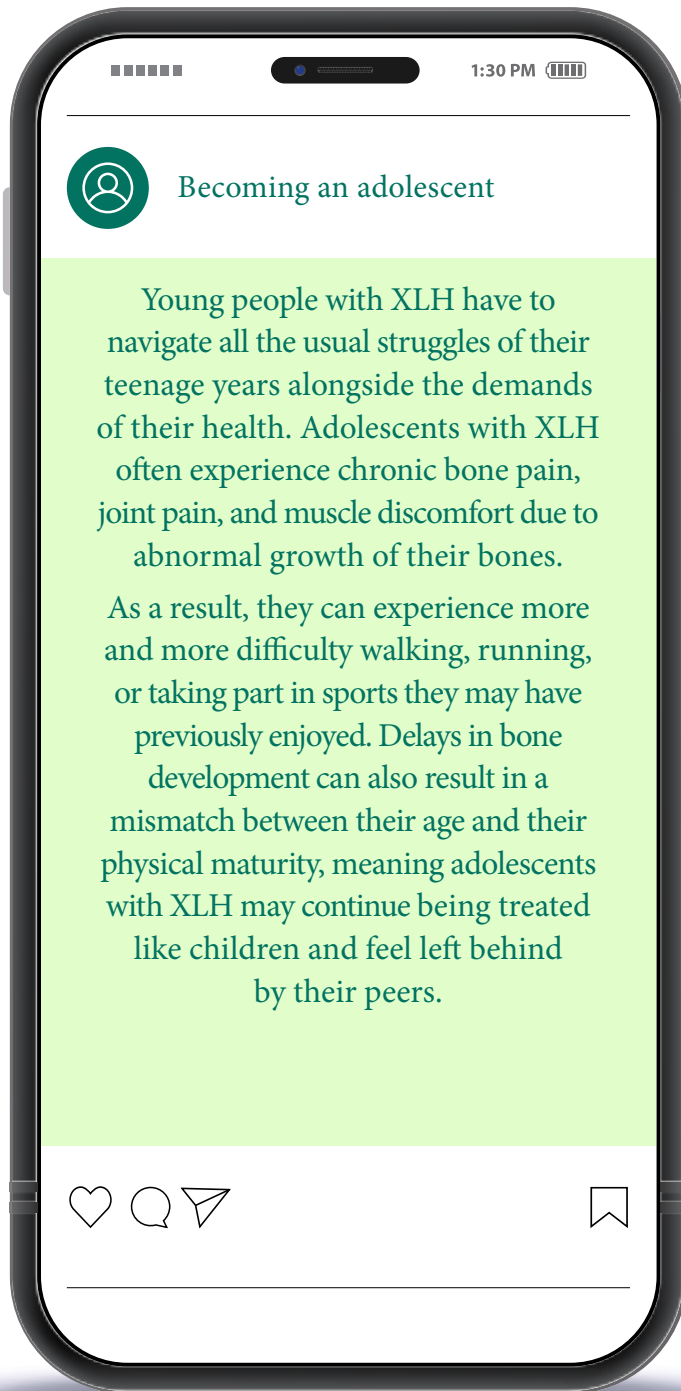 1:30 PM
Becoming an adolescent
Young people with XLH have to
navigate all the usual struggles of their
teenage years alongside the demands
of their health. Adolescents with XLH
often experience chronic bone pain,
joint pain, and muscle discomfort due to
abnormal growth of their bones.
As a result, they can experience more
and more difficulty walking, running,
or taking part in sports they may have
previously enjoyed. Delays in bone
development can also result in a
mismatch between their age and their
physical maturity, meaning adolescents
with XLH may continue being treated
like children and feel left behind
by their peers.